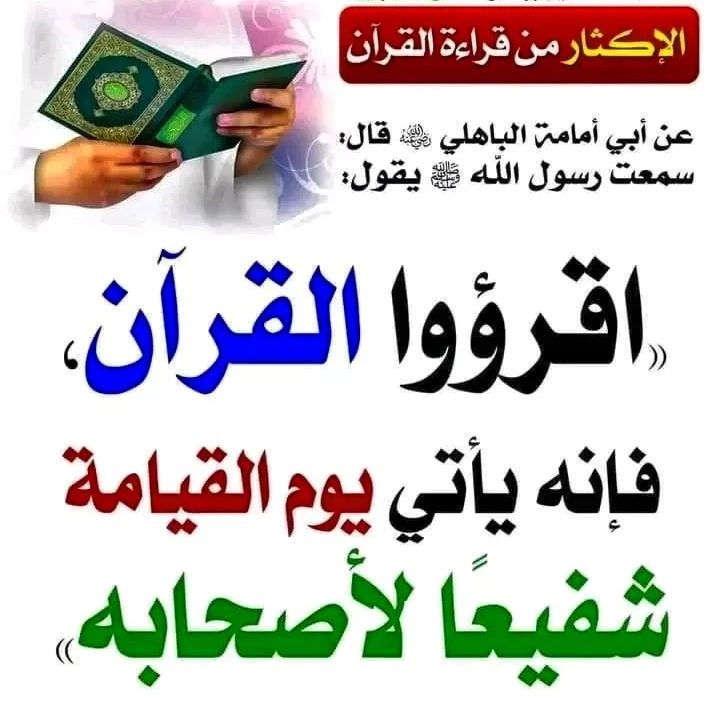 الإكثار من قراءة القرآن
عن أبي أمامة الباهلي ﵁ قال:
سمعت رسول الله ﷺ يقول:
«اقرؤوا القرآن،
فإنه يأتي يوم القيامة
شفيعًا لأصحابه»